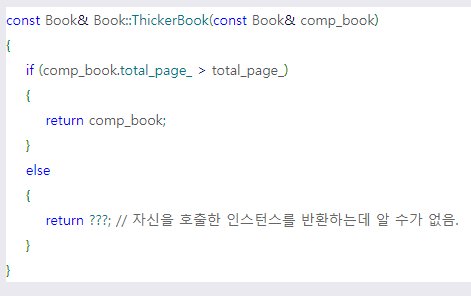 const Book& Book::ThickerBook(const Book& comp_book)
{
if (comp_book.total_page_ > total_page_)
{
return comp_book;
}
else
{
return ???; // 자신을 호출한 인스턴스를 반환하는데 알 수가 없음.
}
}